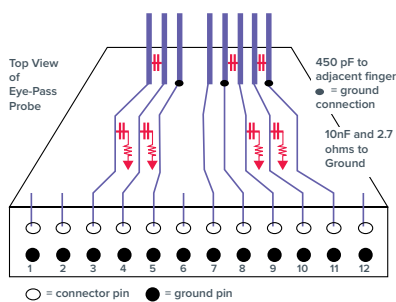 Top View
of
Eye-Pass
Probe
450 pF to
adjacent finger
= ground
connection
10nF and 2.7
ohms to
Ground
1 2 3 4 5 6 7 8 9 10 11 12
= connector pin = ground pin